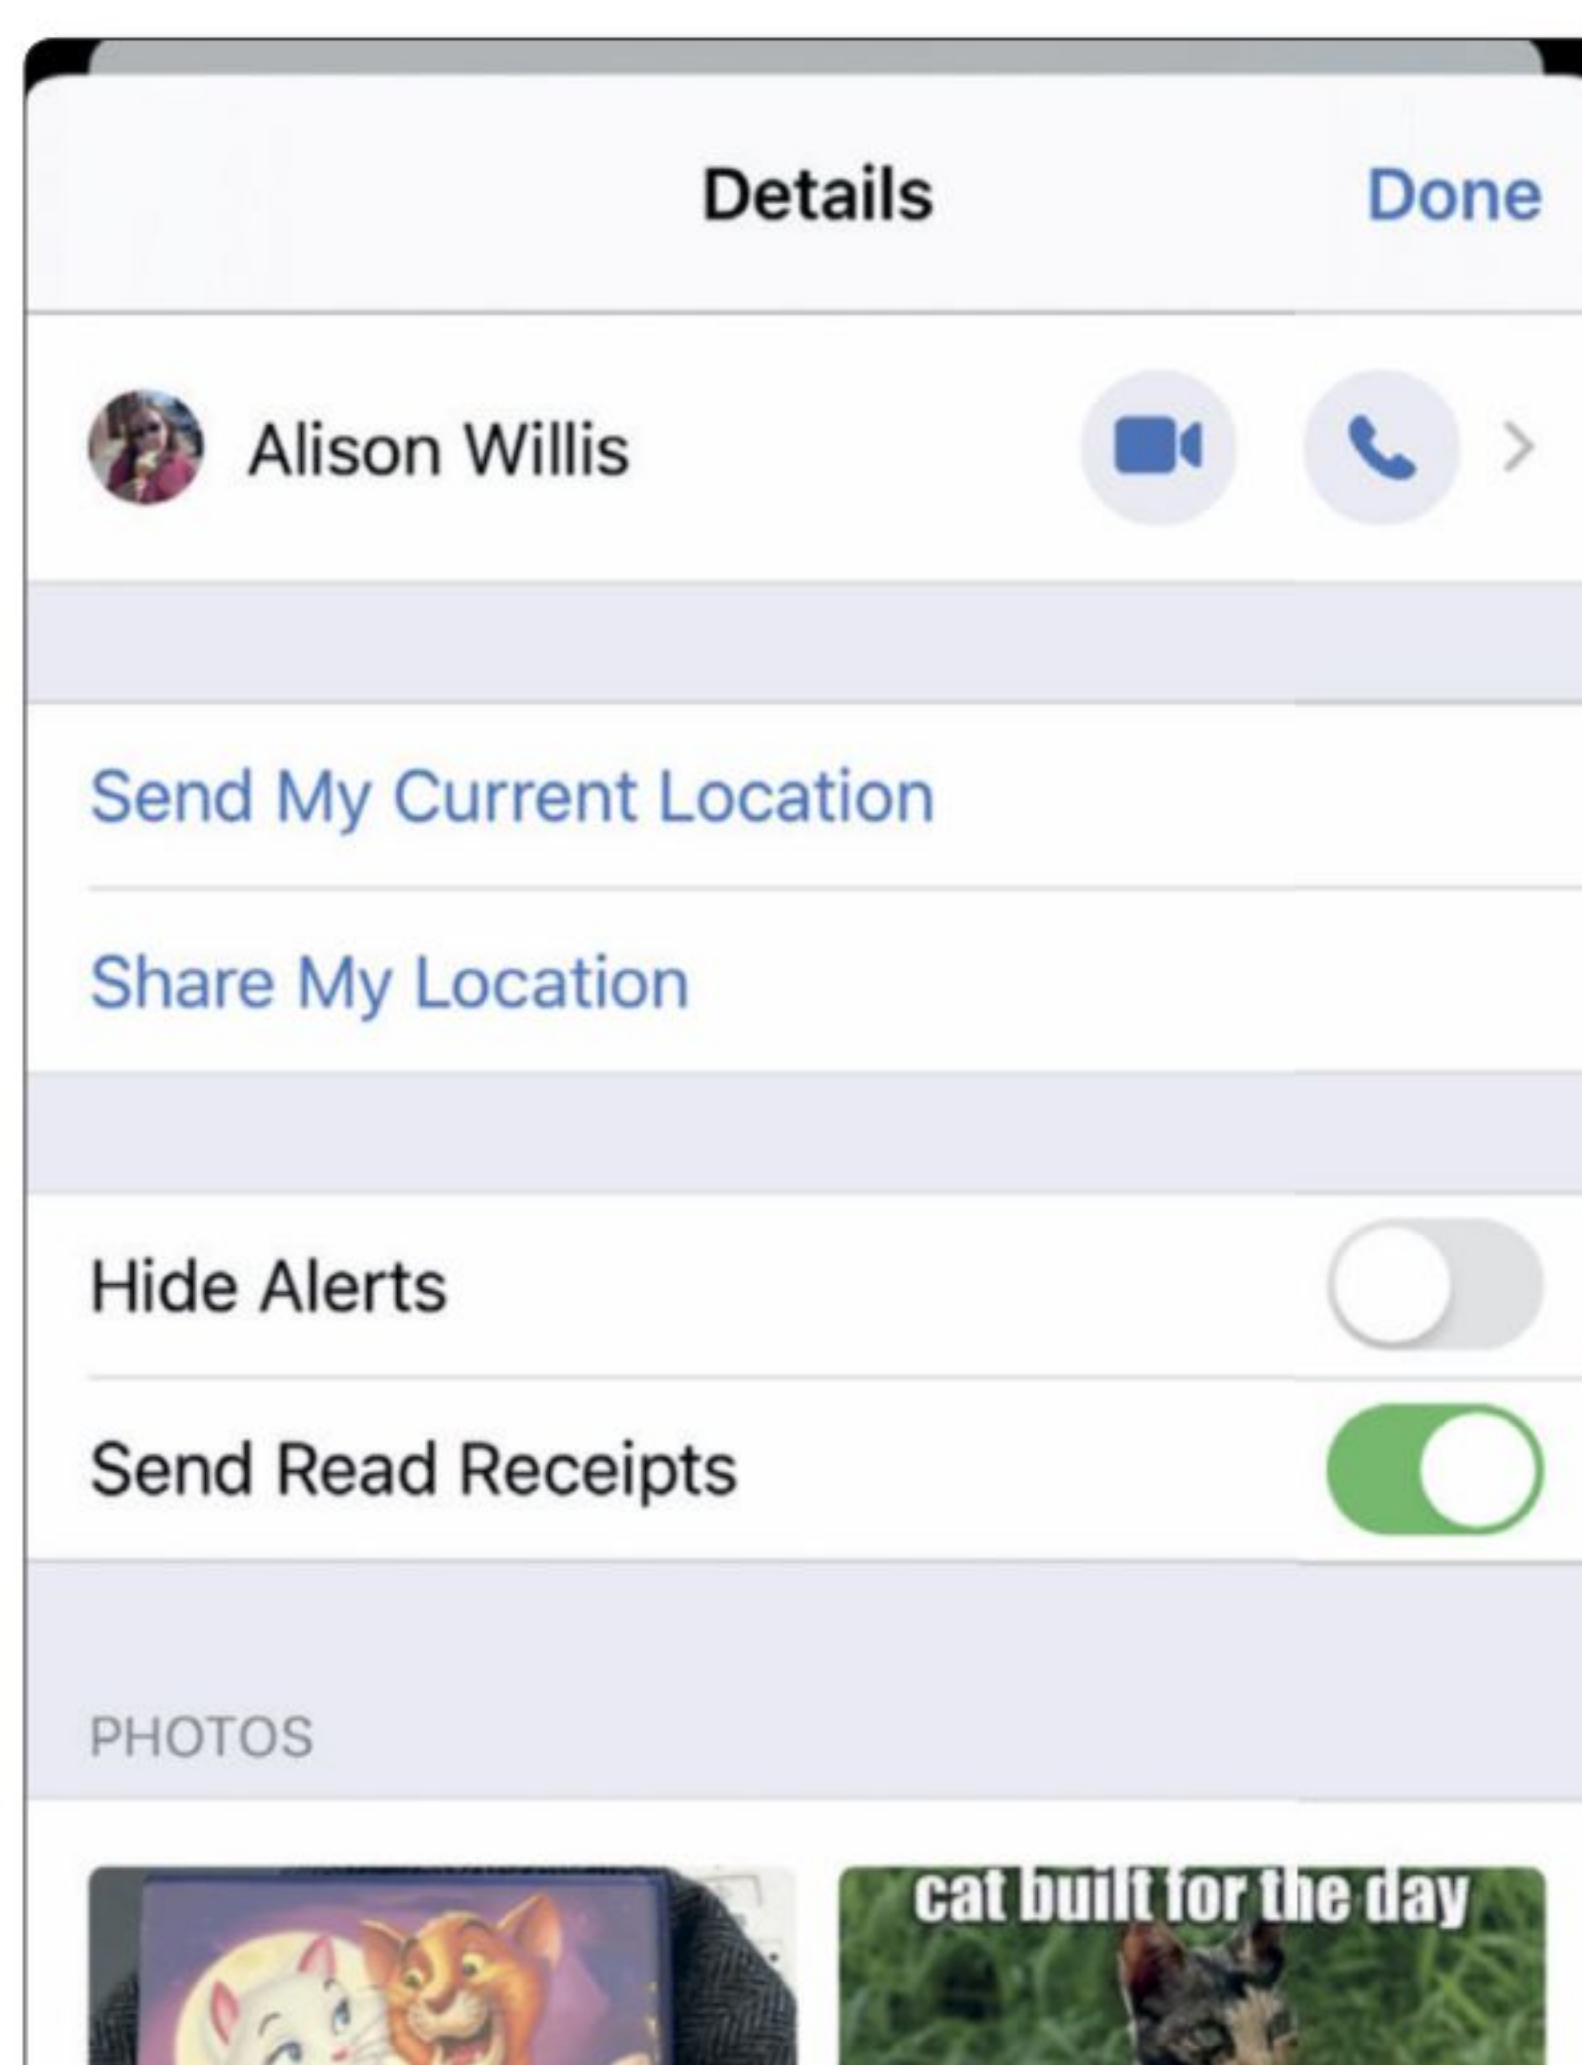 Details
Done
Alison Willis
Send My Current Location
Share My Location
Hide Alerts
Send Read Receipts
PHOTOS
cat built for the day